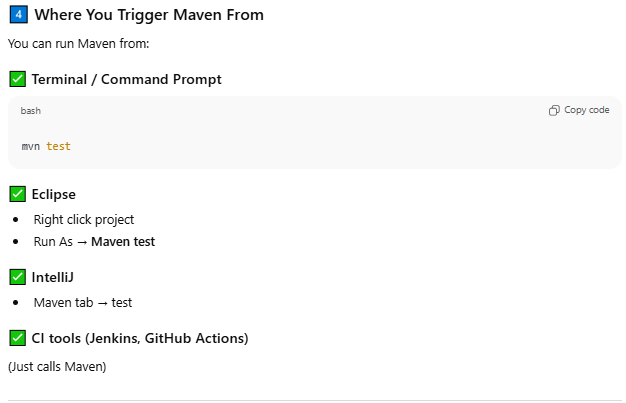 4 Where You Trigger Maven From
You can run Maven from:
✅ Terminal / Command Prompt
bash
Copy code
mvn test
✅ Eclipse
• Right click project
• Run As → Maven test
✅ IntelliJ
• Maven tab → test
✅ CI tools (Jenkins, GitHub Actions)
(Just calls Maven)